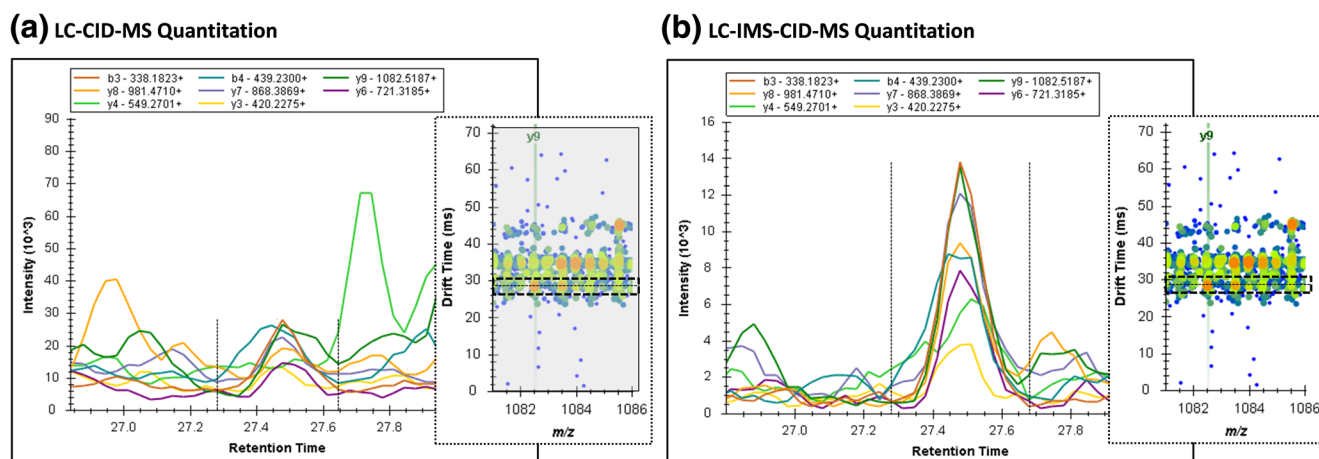 (a) LC-CID-MS Quantitation
b3 - 338.1823+ b4 - 439.2300+ y9 - 1082.5187+
y8 - 981.4710+ y7 - 868.3869+ y6 - 721.3185+
y4 - 549.2701+ y3 - 420.2275+
Intensity (10^3)
90
80
70
60
50
40
30
20
10
0
27.0 27.2 27.4 27.6 27.8
Retention Time
y9
Drift Time (ms)
70
60
50
40
30
20
10
0
1082 1084 1086
m/z
(b) LC-IMS-CID-MS Quantitation
b3 - 338.1823+ b4 - 439.2300+ y9 - 1082.5187+
y8 - 981.4710+ y7 - 868.3869+ y6 - 721.3185+
y4 - 549.2701+ y3 - 420.2275+
Intensity (10^3)
16
14
12
10
8
6
4
2
0
27.0 27.2 27.4 27.6 27.8
Retention Time
y9
Drift Time (ms)
70
60
50
40
30
20
10
0
1082 1084 1086
m/z